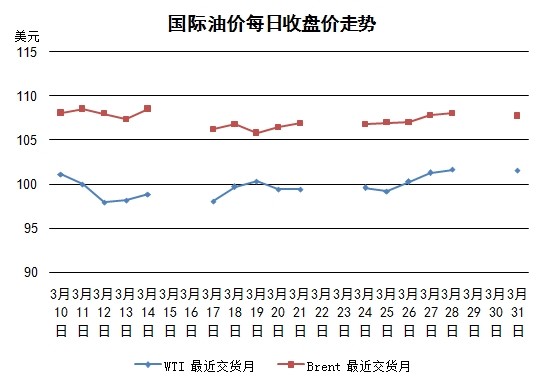 国际油价每日收盘价走势
美元
115
110
105
100
95
90
3月10日
3月11日
3月12日
3月13日
3月14日
3月15日
3月16日
3月17日
3月18日
3月19日
3月20日
3月21日
3月22日
3月23日
3月24日
3月25日
3月26日
3月27日
3月28日
3月29日
3月30日
3月31日
WTI 最近交货月
Brent 最近交货月